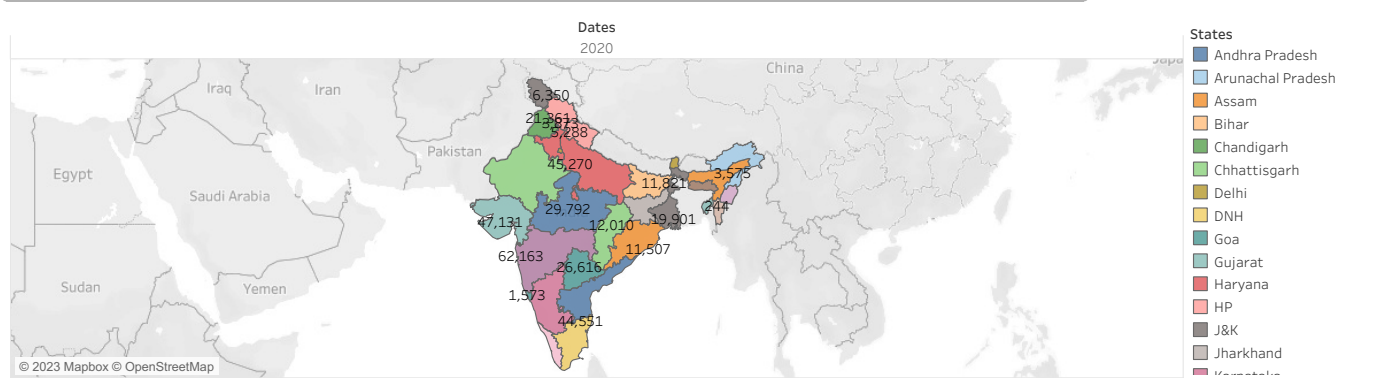 Dates
2020
States
Andhra Pradesh
Arunachal Pradesh
Assam
Bihar
Chandigarh
Chhattisgarh
Delhi
DNH
Goa
Gujarat
Haryana
HP
J&K
Jharkhand
China
Iraq
Iran
Pakistan
Egypt
Saudi Arabia
Sudan
Yemen
6,350
21,361
5,288
45,270
11,821
3,575
29,792
244
47,131
12,010
19,901
62,163
11,507
26,616
1,573
44,551
© 2023 Mapbox © OpenStreetMap